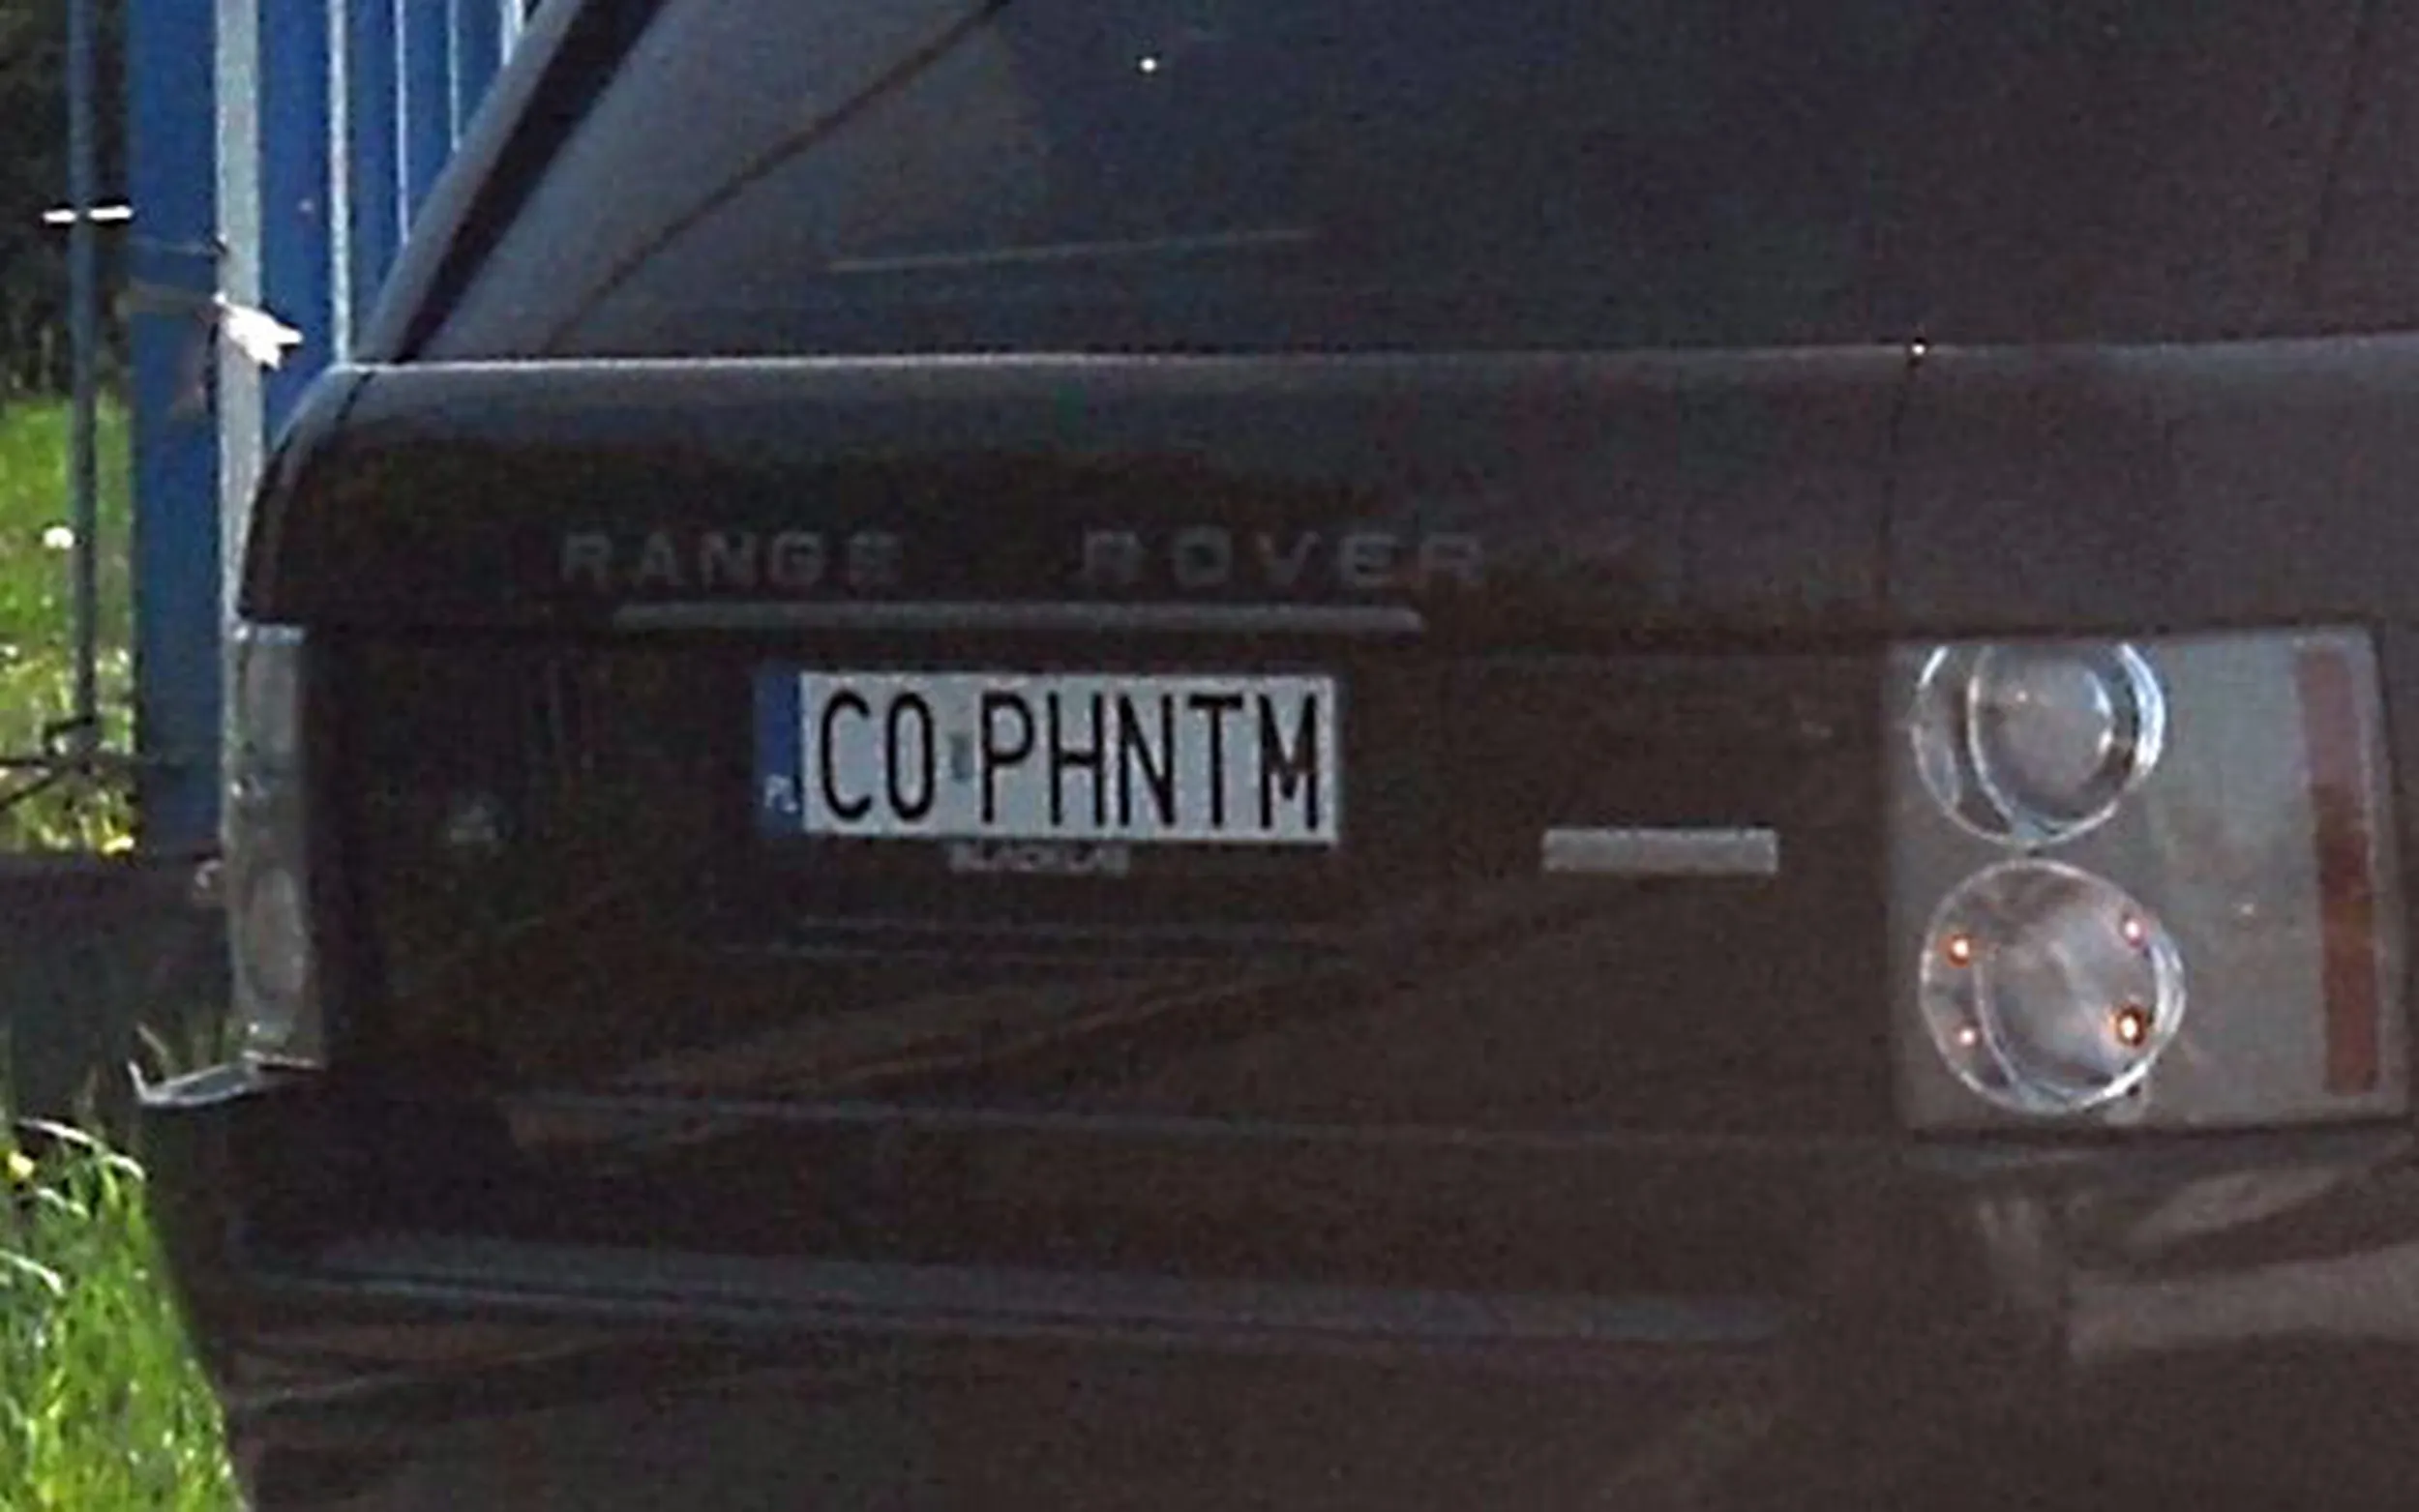 RANGE ROVER
PL
C0 PHNTM